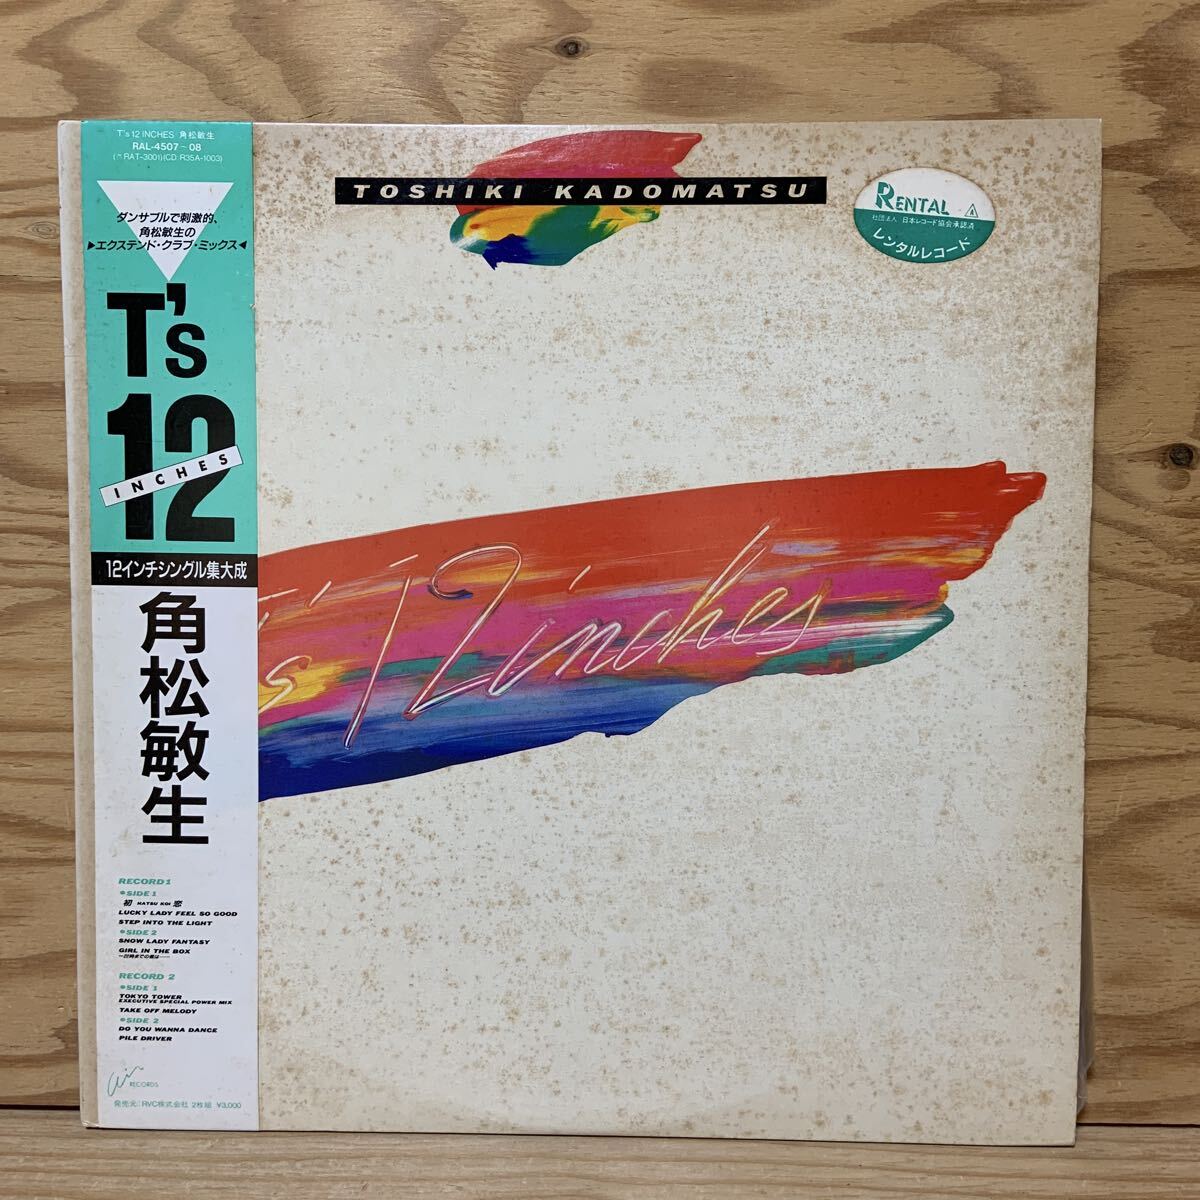 T's 12 INCHES 角松敏生
RAL-4507~08
RAT-3001)(CD R35A-1003)
ダンサブルで刺激的、
角松敏生の
▶エクステンド・クラブ・ミックス◀
T's
12
INCHES
12インチシングル集大成
角松敏生
RECORD 1
●SIDE 1
初 HATSU KOI 恋
LUCKY LADY FEEL SO GOOD
STEP INTO THE LIGHT
●SIDE 2
SNOW LADY FANTASY
GIRL IN THE BOX
RECORD 2
●SIDE 1
TOKYO TOWER
EXECUTIVE SPECIAL POWER MIX
TAKE OFF MELODY
●SIDE 2
DO YOU WANNA DANCE
PILE DRIVER
Air RECORDS
発売元:RVC株式会社 2枚組 ¥3,000
TOSHIKI KADOMATSU
RENTAL
社団法人 日本レコード協会承認済
レンタルレコード
T's 12 inches